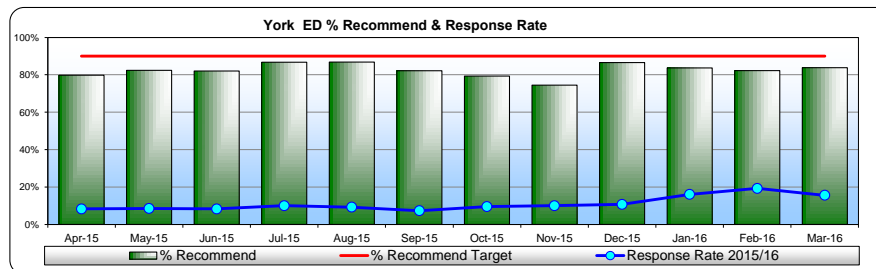 York ED % Recommend & Response Rate
100%
80%
60%
40%
20%
0%
Apr-15 May-15 Jun-15 Jul-15 Aug-15 Sep-15 Oct-15 Nov-15 Dec-15 Jan-16 Feb-16 Mar-16
% Recommend % Recommend Target Response Rate 2015/16